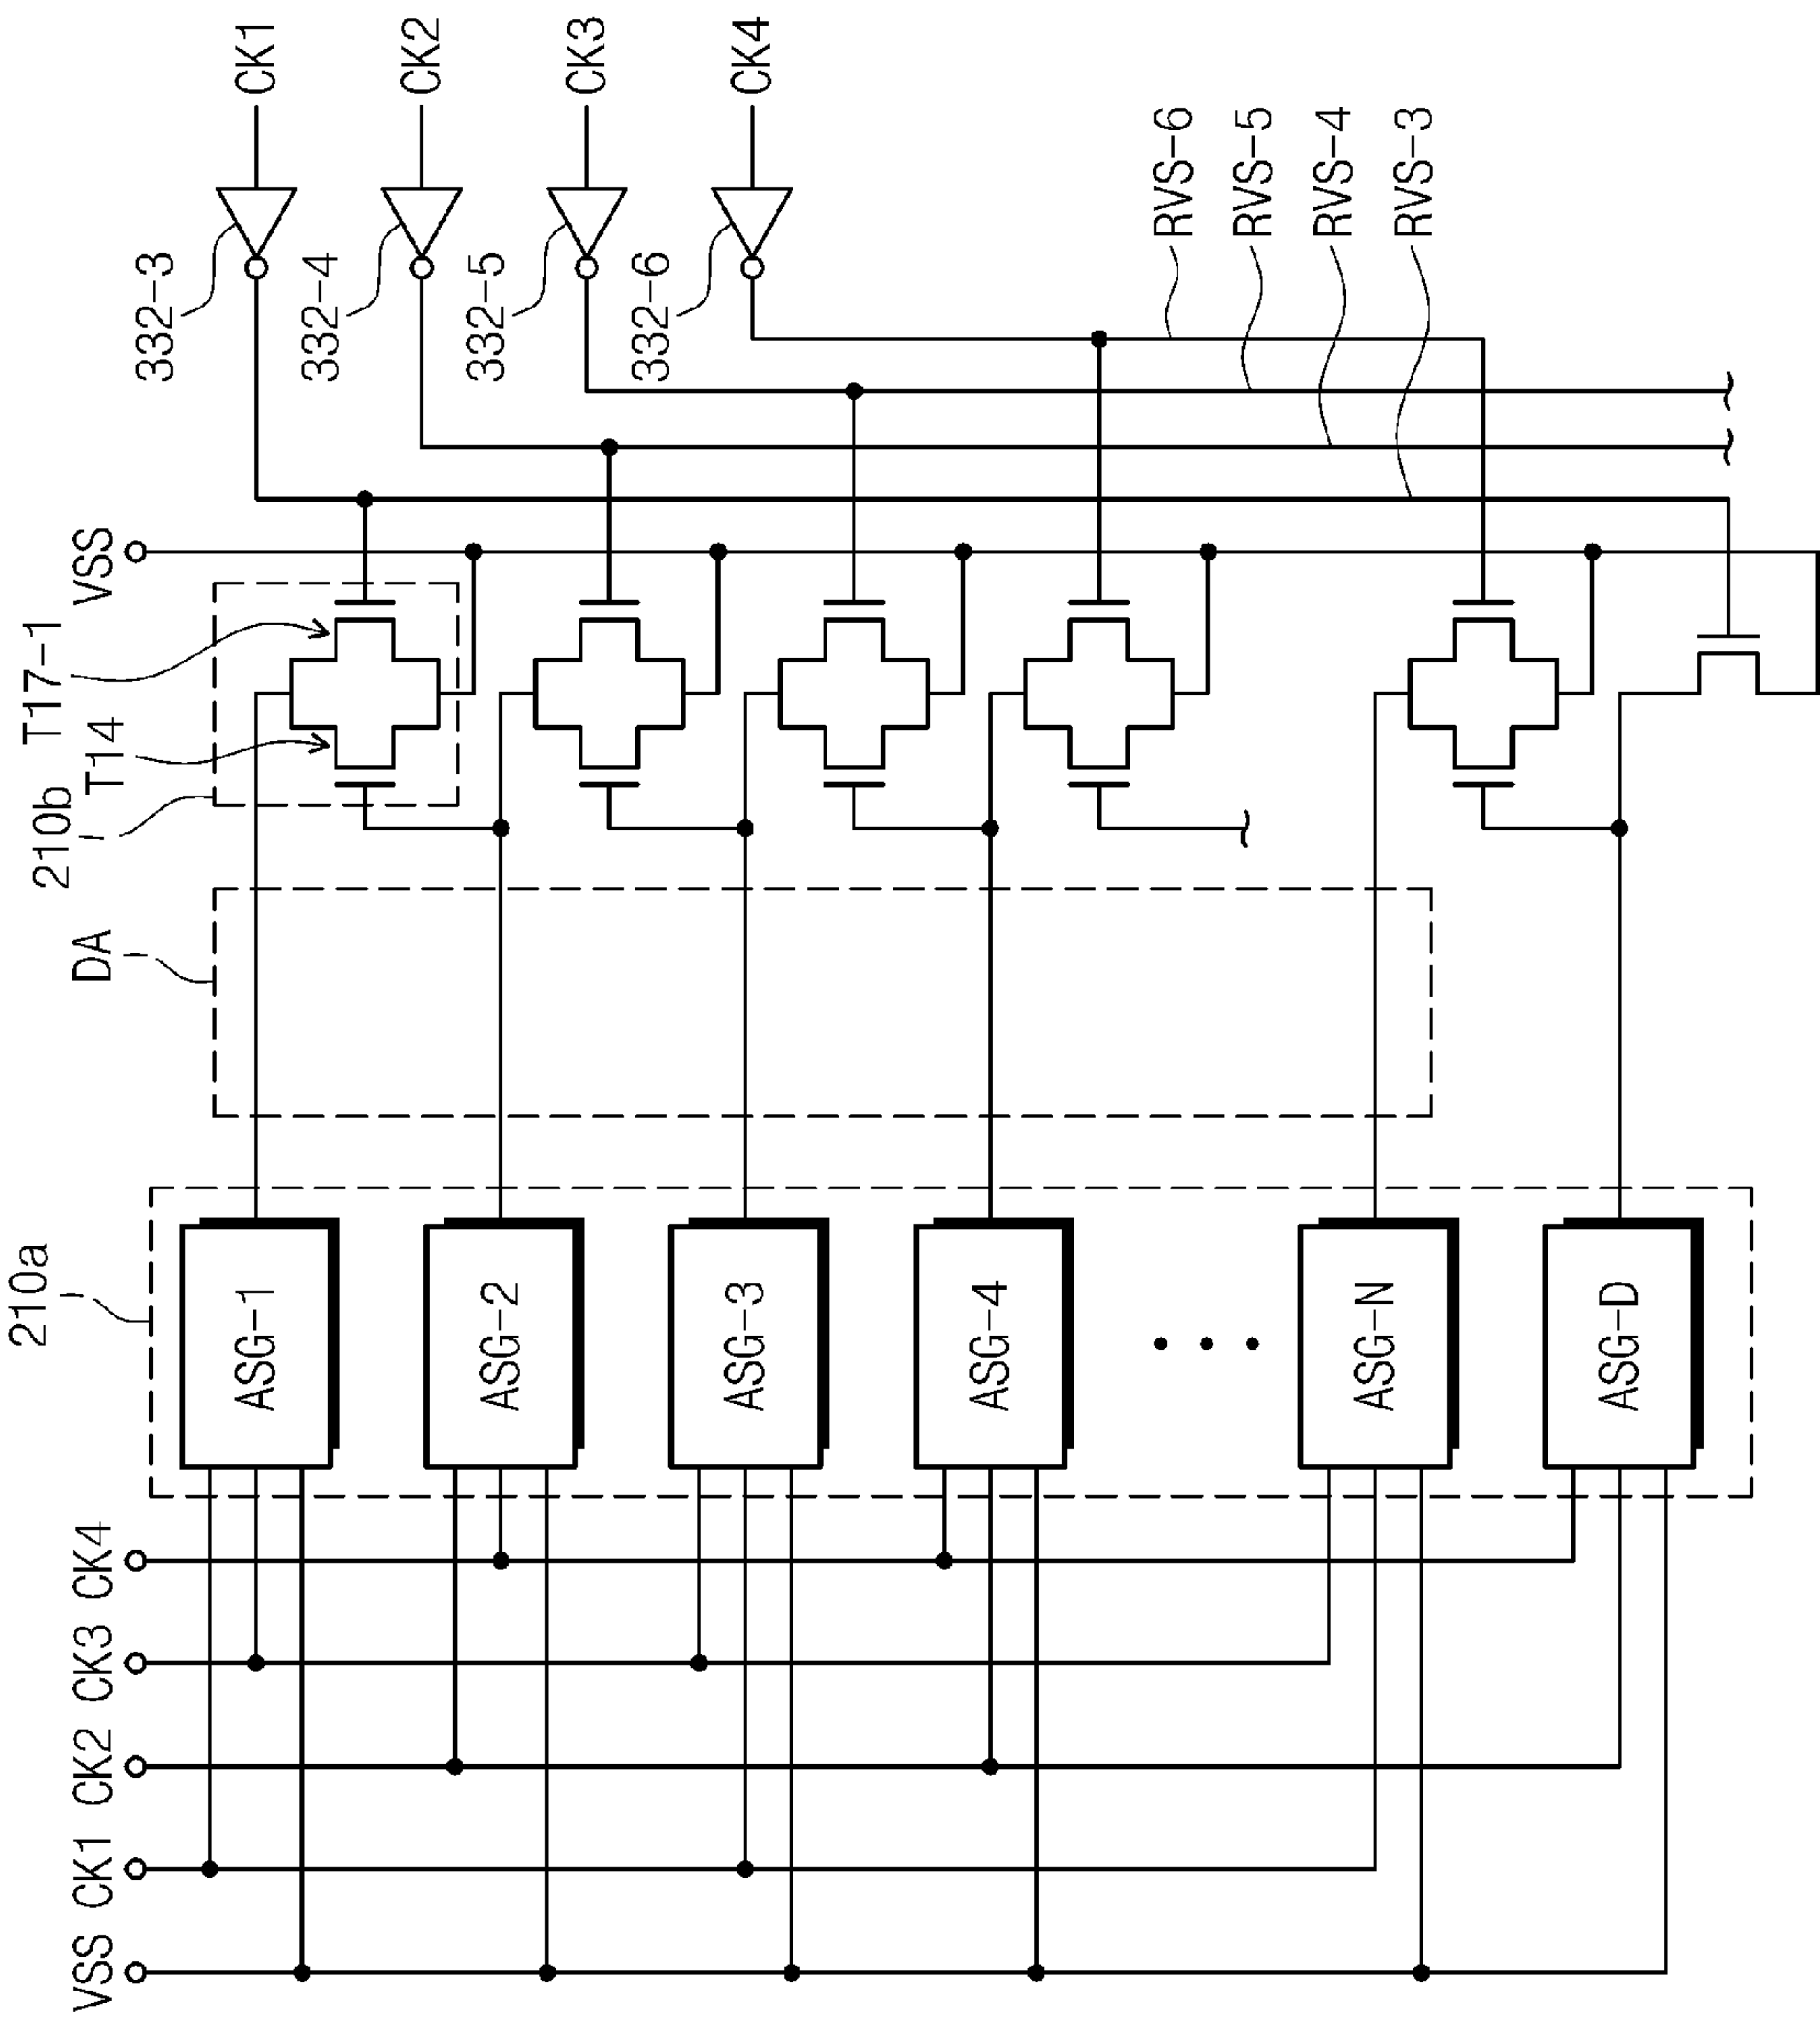 210a
210b
DA
T14
T17-1
VSS
CK1
CK2
CK3
CK4
VSS
ASG-1
ASG-2
ASG-3
ASG-4
ASG-N
ASG-D
332-3
332-4
332-5
332-6
CK1
CK2
CK3
CK4
RVS-6
RVS-5
RVS-4
RVS-3